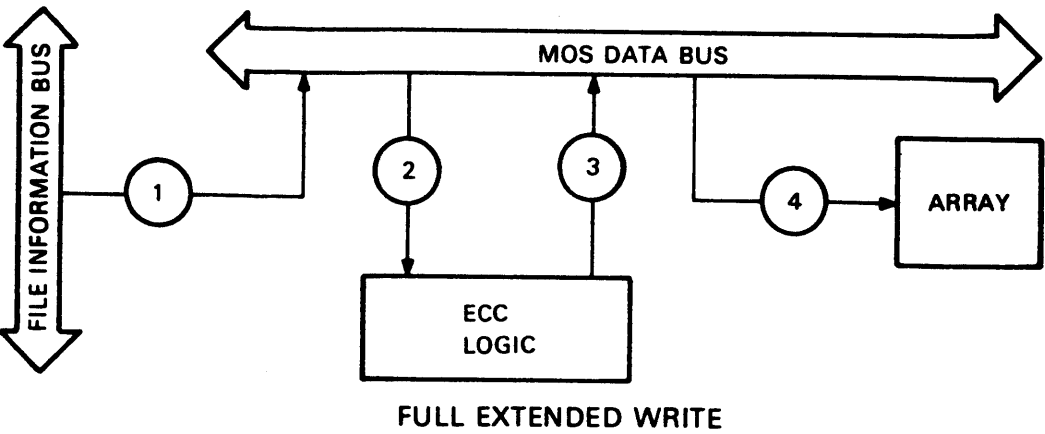 MOS DATA BUS
FILE INFORMATION BUS
1
2
3
4
ARRAY
ECC
LOGIC
FULL EXTENDED WRITE